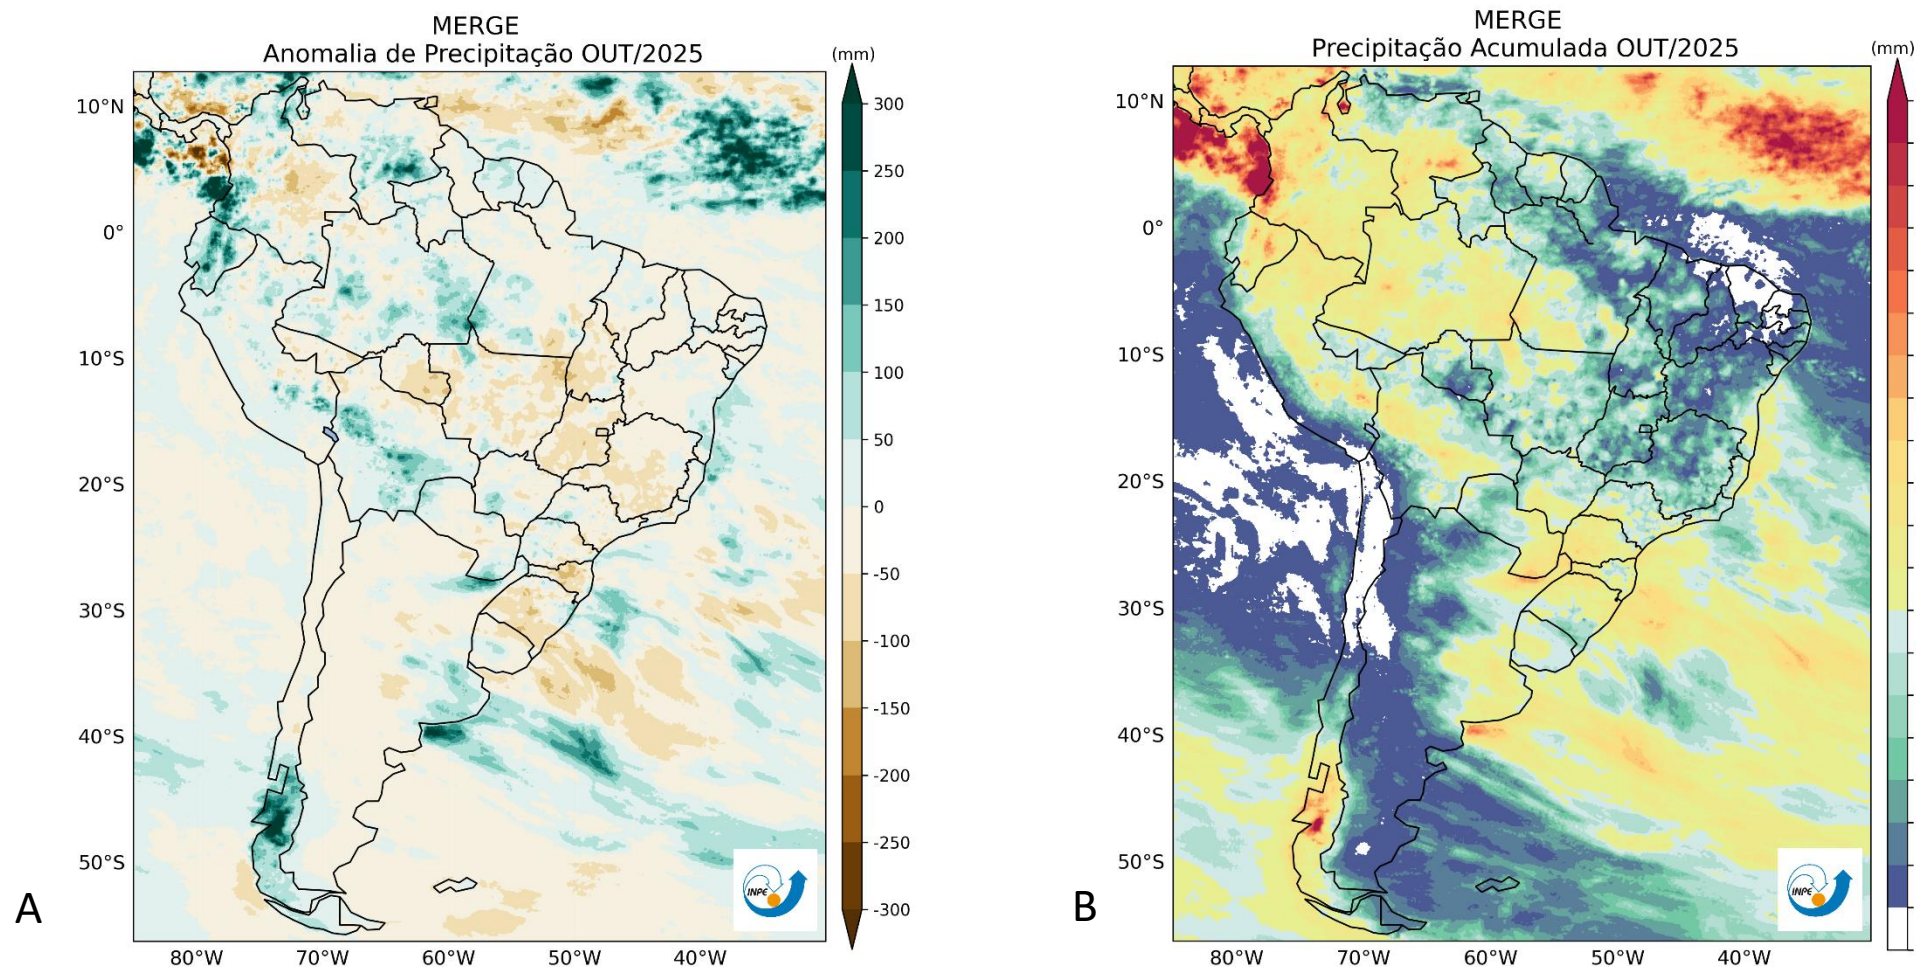 MERGE
Anomalia de Precipitação OUT/2025
(mm)
10°N
0°
10°S
20°S
30°S
40°S
50°S
80°W
70°W
60°W
50°W
40°W
300
250
200
150
100
50
0
-50
-100
-150
-200
-250
-300
INPE
A
MERGE
Precipitação Acumulada OUT/2025
(mm)
10°N
0°
10°S
20°S
30°S
40°S
50°S
80°W
70°W
60°W
50°W
40°W
INPE
B